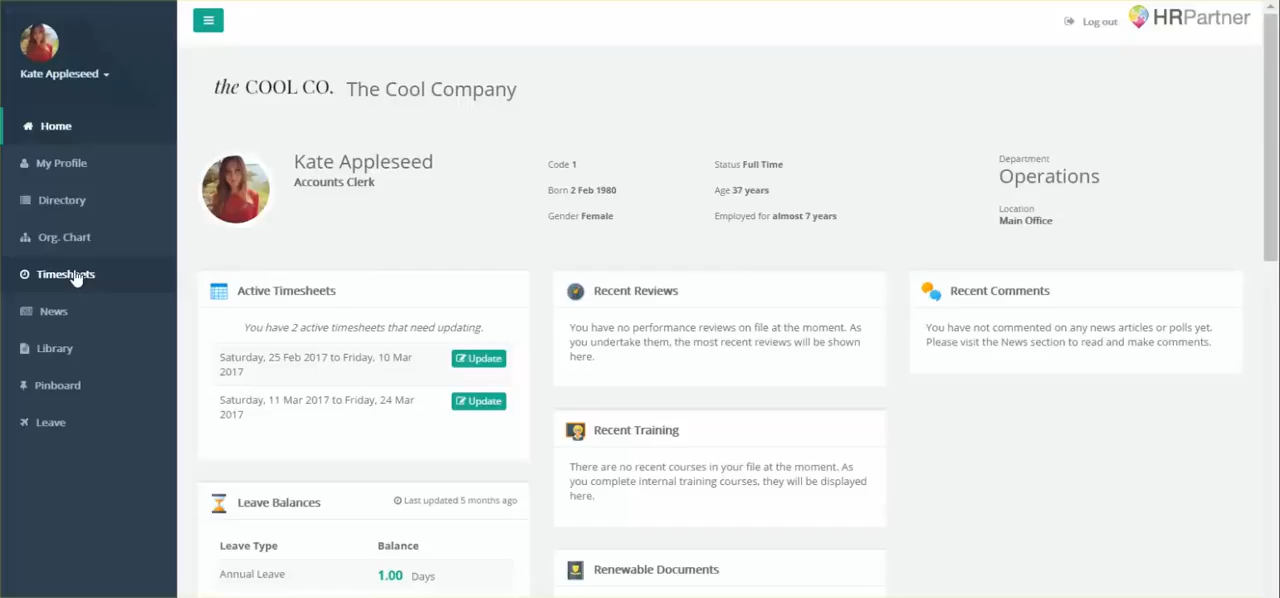 Kate Appleseed
Home
My Profile
Directory
Org. Chart
Timesheets
News
Library
Pinboard
Leave
Log out
HRPartner
the COOL CO. The Cool Company
Kate Appleseed
Accounts Clerk
Code 1
Born 2 Feb 1980
Gender Female
Status Full Time
Age 37 years
Employed for almost 7 years
Department
Operations
Location
Main Office
Active Timesheets
You have 2 active timesheets that need updating.
Saturday, 25 Feb 2017 to Friday, 10 Mar
2017
Update
Saturday, 11 Mar 2017 to Friday, 24 Mar
2017
Update
Leave Balances
Last updated 5 months ago
Leave Type Balance
Annual Leave 1.00 Days
Recent Reviews
You have no performance reviews on file at the moment. As
you undertake them, the most recent reviews will be shown
here.
Recent Training
There are no recent courses in your file at the moment. As
you complete internal training courses, they will be displayed
here.
Renewable Documents
Recent Comments
You have not commented on any news articles or polls yet.
Please visit the News section to read and make comments.